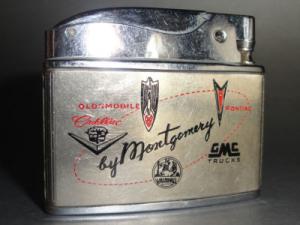 OLDSMOBILE
PONTIAC
Cadillac
by Montgomery
GMC
TRUCKS